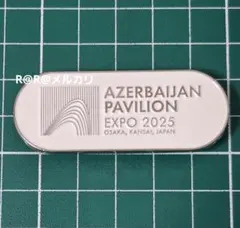 R@R@メルカリ
AZERBAIJAN
PAVILION
EXPO 2025
OSAKA, KANSAI, JAPAN